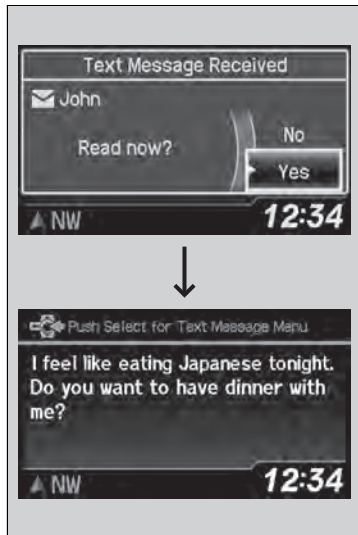 Text Message Received
John
Read now?
No
Yes
NW
12:34
Push Select for Text Message Menu
I feel like eating Japanese tonight.
Do you want to have dinner with
me?
NW
12:34